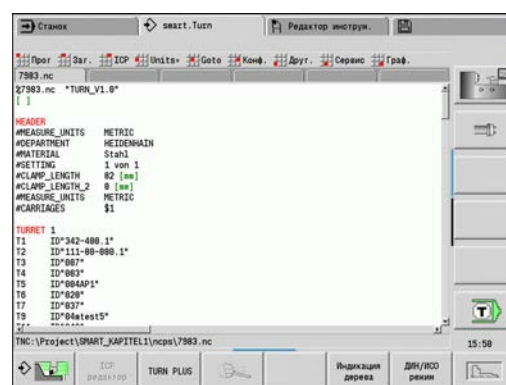 Станок smart.Turn Редактор инструм.
Прог Заг. ICP Units» Goto Конф. Друг. Сервис Граф.
7983.nc
%7983.nc "TURN_V1.0"
[ ]
HEADER
#MEASURE_UNITS METRIC
#DEPARTMENT HEIDENHAIN
#MATERIAL Stahl
#SETTING 1 von 1
#CLAMP_LENGTH 82 [mm]
#CLAMP_LENGTH_2 0 [mm]
#MEASURE_UNITS METRIC
#CARRIAGES $1
TURRET 1
T1 ID"342-400.1"
T2 ID"111-80-080.1"
T3 ID"007"
T4 ID"003"
T5 ID"004AP1"
T6 ID"020"
T7 ID"037"
T9 ID"04mtest5"
TNC:\Project\SMART_KAPITEL1\ncps\7983.nc
15:50
ICP редактор
TURN PLUS
Индикация дерева
ДИН/ИСО режим